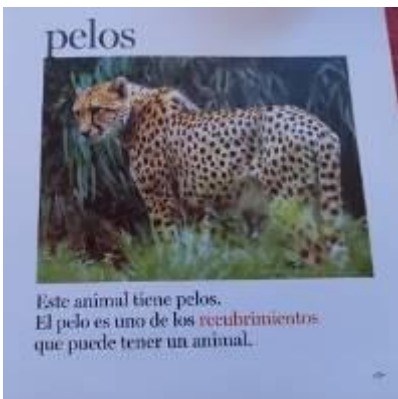 pelos
Este animal tiene pelos.
El pelo es uno de los recubrimientos
que puede tener un animal.